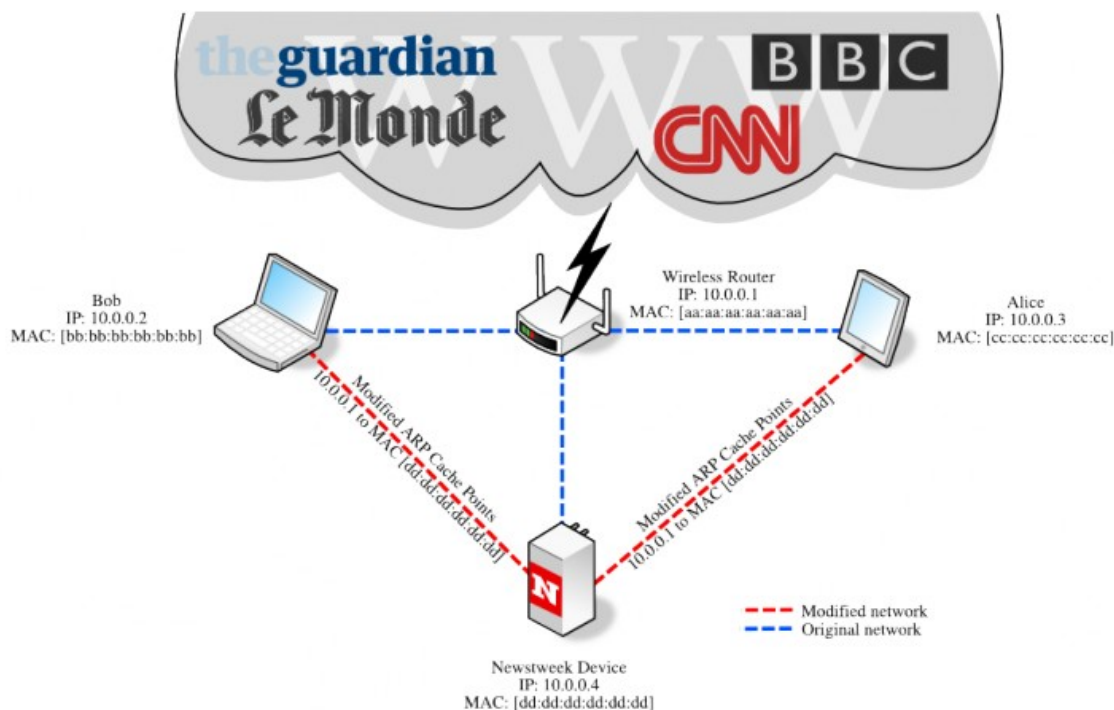 WWW
theguardian
Le Monde
BBC
CNN
Bob
IP: 10.0.0.2
MAC: [bb:bb:bb:bb:bb:bb]
Wireless Router
IP: 10.0.0.1
MAC: [aa:aa:aa:aa:aa:aa]
Alice
IP: 10.0.0.3
MAC: [cc:cc:cc:cc:cc:cc]
Modified ARP Cache Points
10.0.0.1 to MAC [dd:dd:dd:dd:dd:dd]
Modified ARP Cache Points
10.0.0.1 to MAC [dd:dd:dd:dd:dd:dd]
N
Modified network
Original network
Newstweek Device
IP: 10.0.0.4
MAC: [dd:dd:dd:dd:dd:dd]